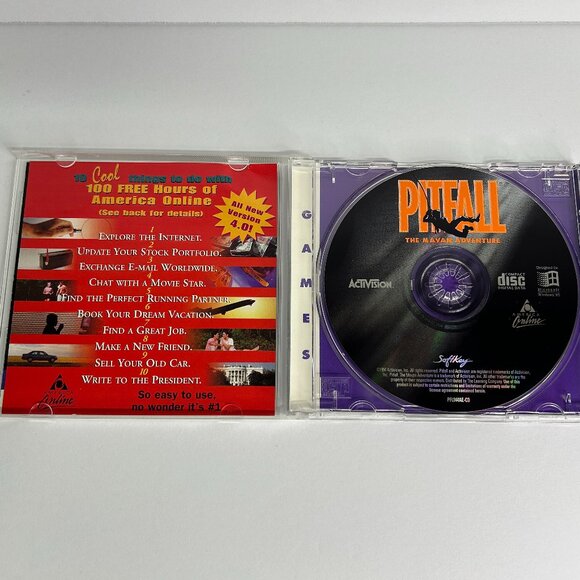 10 Cool things to do with
100 FREE Hours of
America Online
(See back for details)
All New
Version
4.0!
1
EXPLORE THE INTERNET.
2
UPDATE YOUR STOCK PORTFOLIO.
3
EXCHANGE E-MAIL WORLDWIDE.
4
CHAT WITH A MOVIE STAR.
5
FIND THE PERFECT RUNNING PARTNER
6
BOOK YOUR DREAM VACATION.
7
FIND A GREAT JOB.
8
MAKE A NEW FRIEND.
9
SELL YOUR OLD CAR.
10
WRITE TO THE PRESIDENT.
So easy to use,
no wonder it's #1
GAMES
PITFALL
THE MAYAN ADVENTURE
ACTIVISION
COMPACT
disc
DIGITAL DATA
Designed for
Microsoft
Windows 95
AMERICA
Online
SoftKey